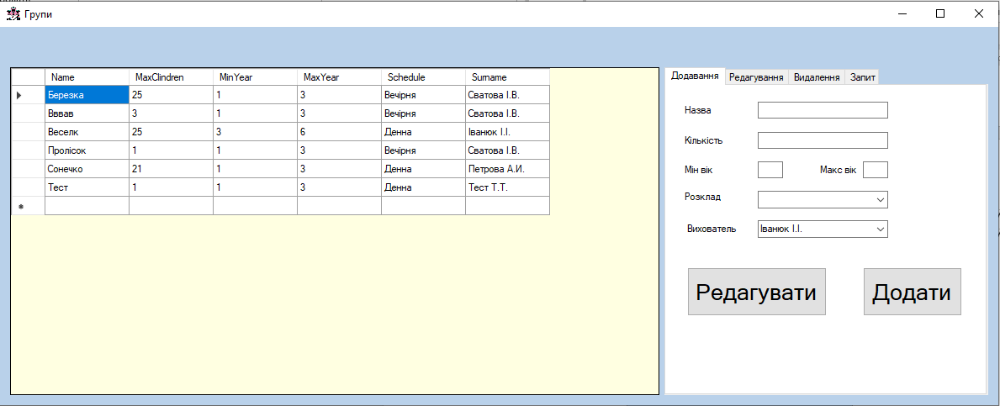 Групи
Name MaxClindren MinYear MaxYear Schedule Surname
Березка 25 1 3 Вечірня Сватова І.В.
Вввав 3 1 3 Вечірня Сватова І.В.
Веселк 25 3 6 Денна Іванюк І.І.
Пролісок 1 1 3 Вечірня Сватова І.В.
Сонечко 21 1 3 Денна Петрова А.И.
Тест 1 1 3 Денна Тест Т.Т.
Додавання Редагування Видалення Запит
Назва
Кількість
Мін вік Макс вік
Розклад
Вихователь Іванюк І.І.
Редагувати Додати